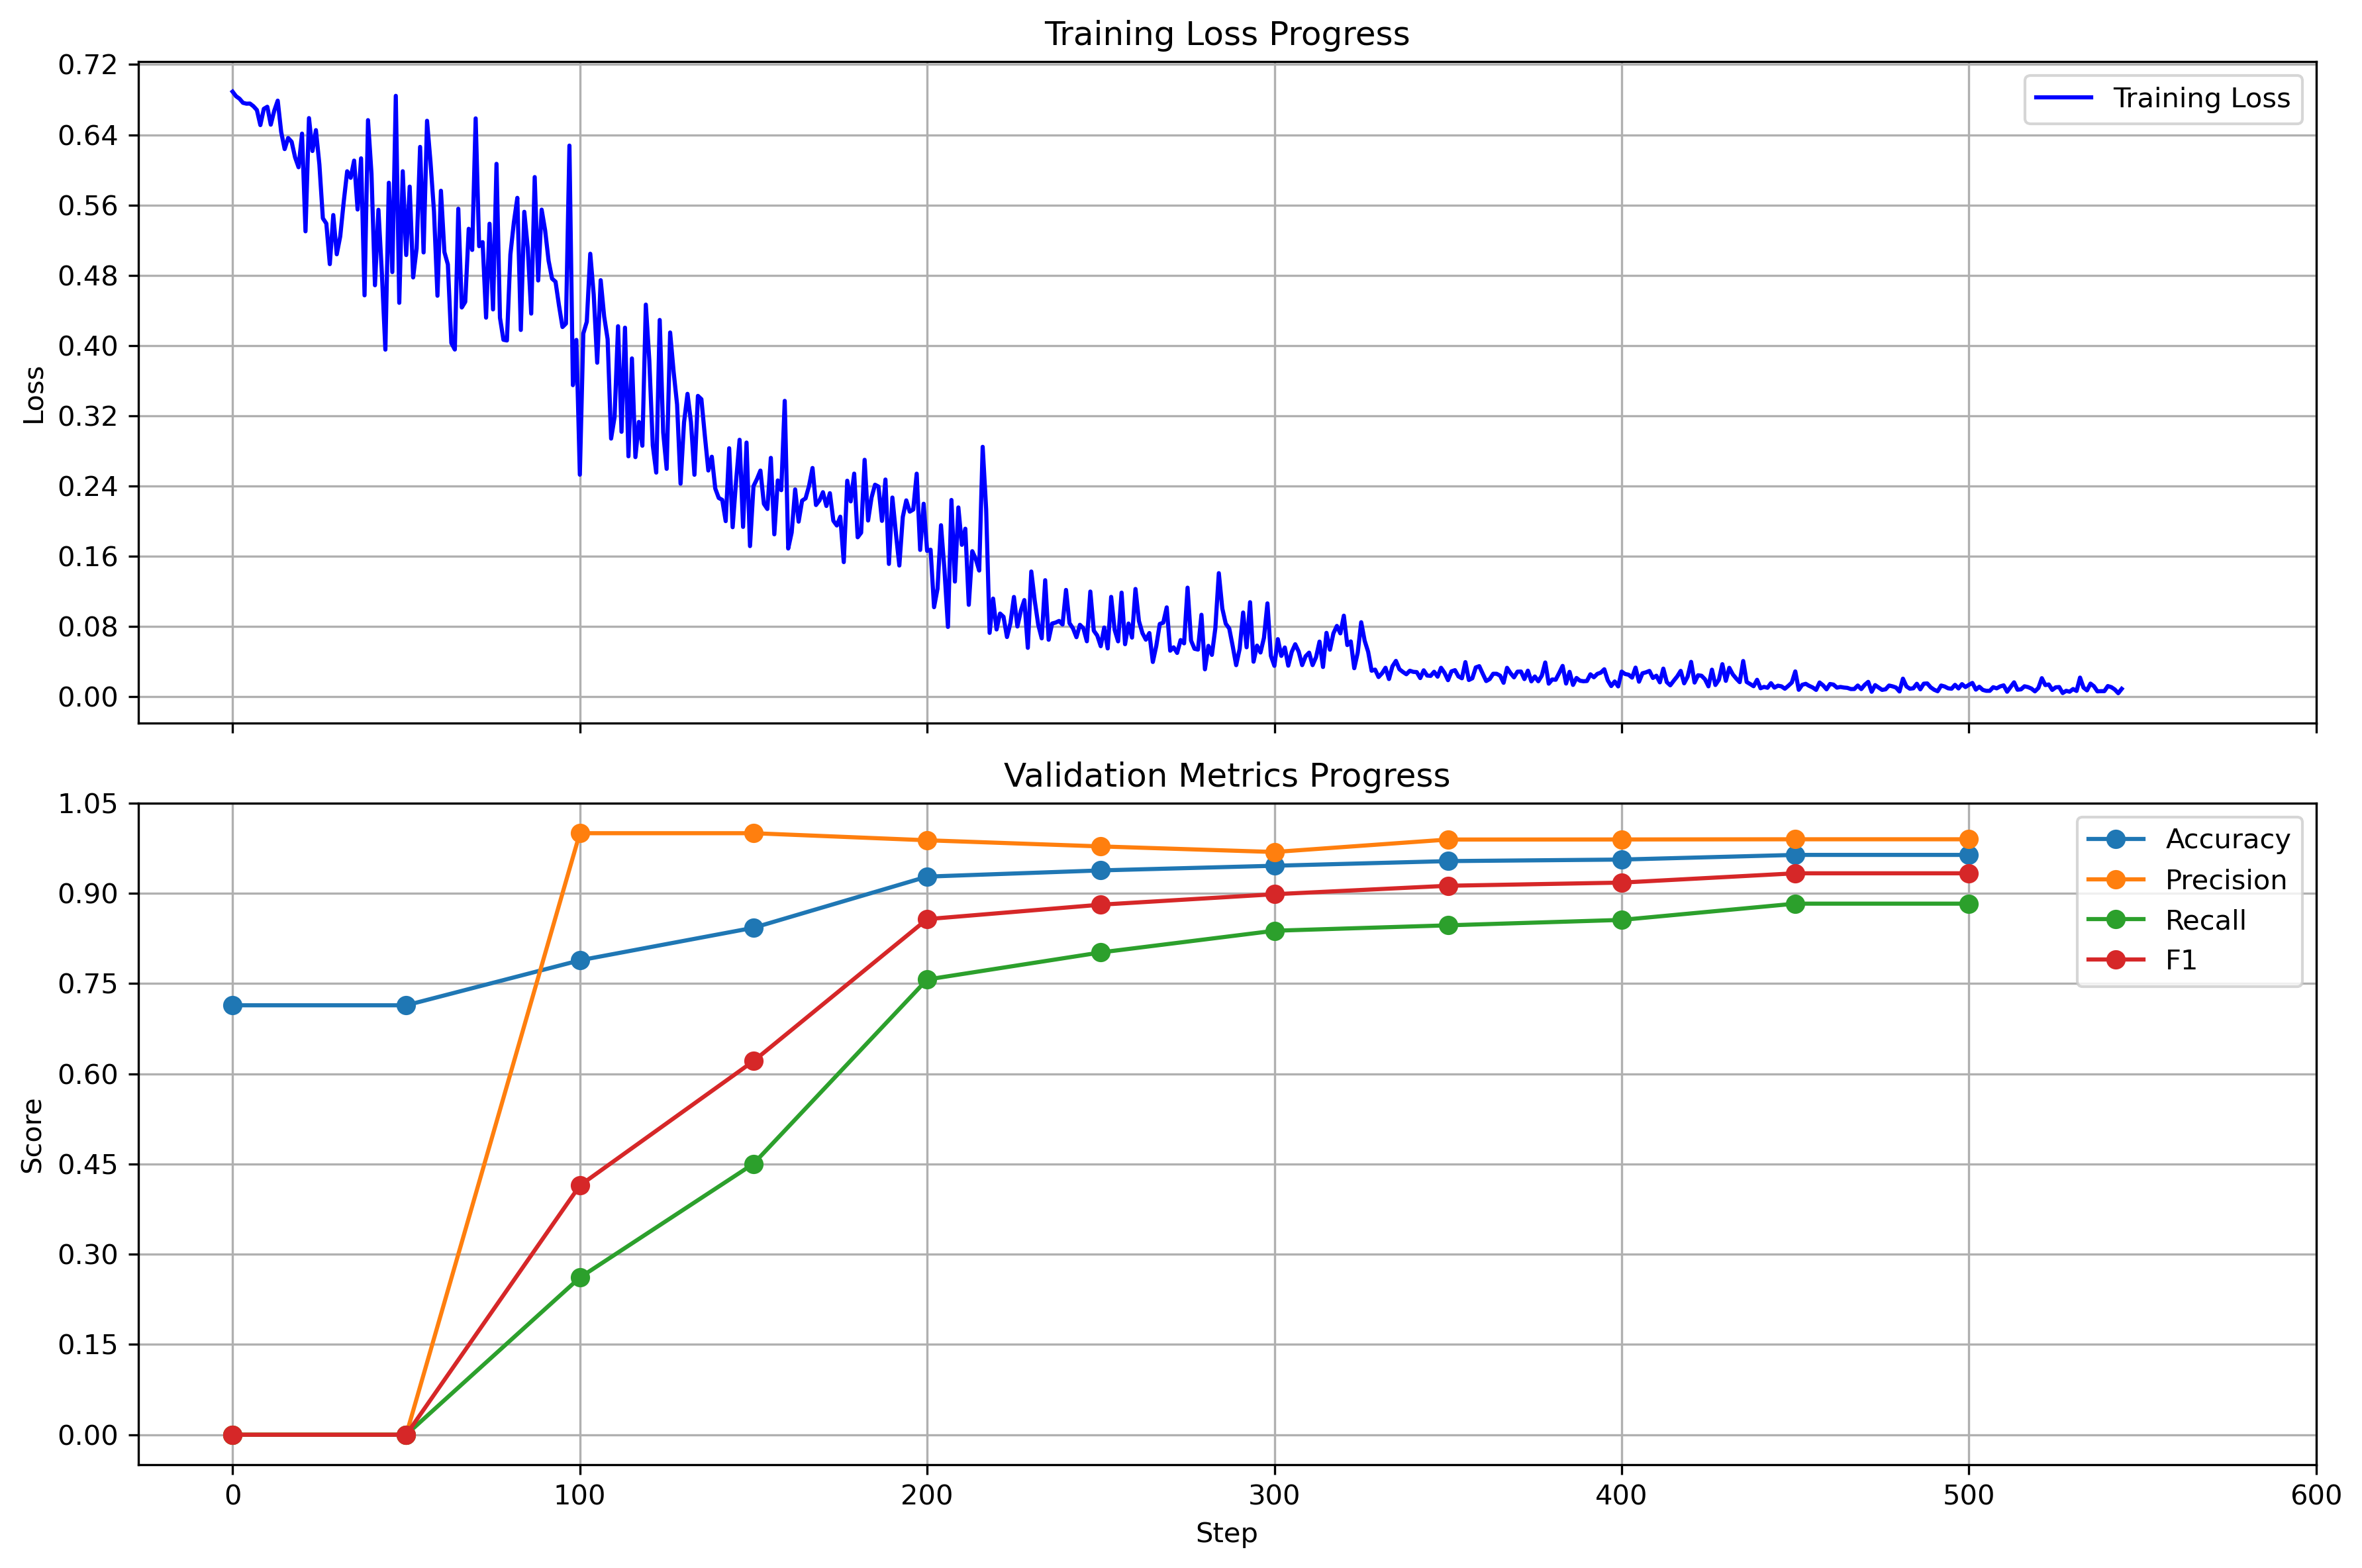 Training Loss Progress
0.72
0.64
0.56
0.48
0.40
0.32
0.24
0.16
0.08
0.00
Loss
Training Loss
Validation Metrics Progress
1.05
0.90
0.75
0.60
0.45
0.30
0.15
0.00
Score
Accuracy
Precision
Recall
F1
0 100 200 300 400 500 600
Step